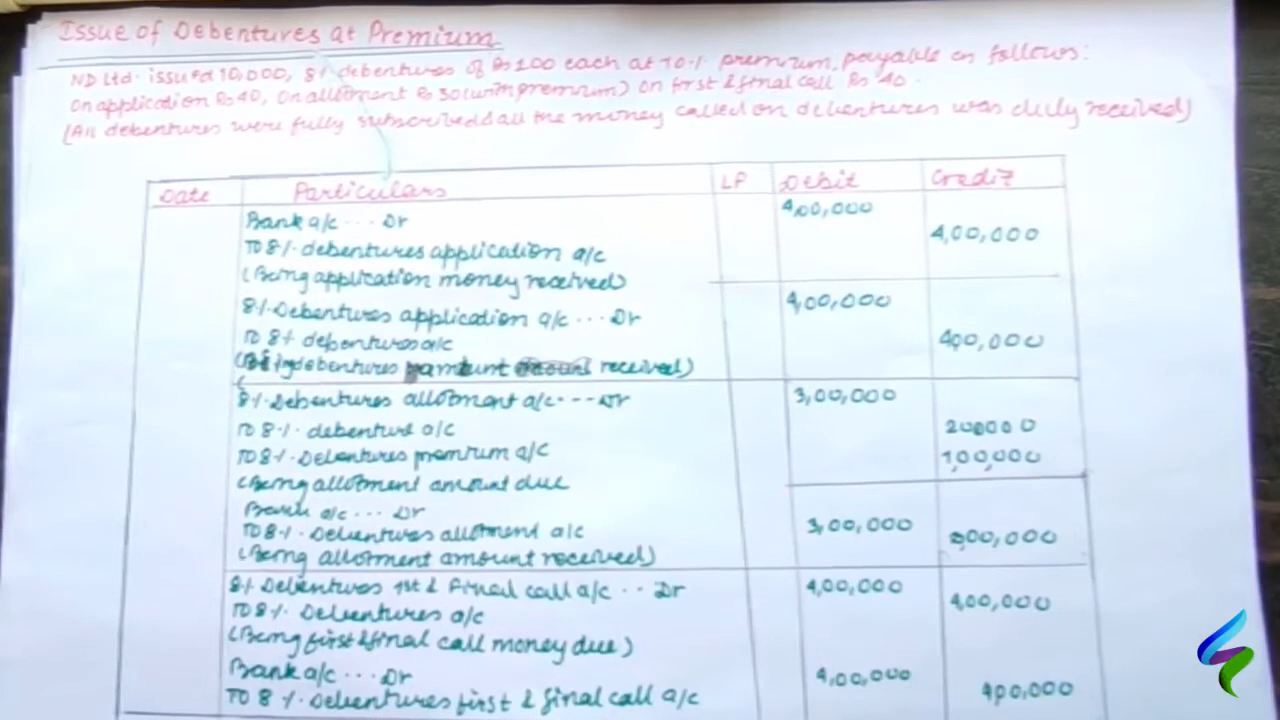 Issue of Debentures at Premium
ND Ltd. issued 10,000, 8% debentures of Rs 100 each at 10% premium, payable as follows:
On application Rs 40, On allotment Rs 30 (with premium) on first & final call Rs 40.
(All debentures were fully subscribed & all the money called on debentures was duly received)
Date Particulars LF Debit Credit
Bank a/c ... Dr 4,00,000
To 8% debentures application a/c 4,00,000
(Being application money received)
8% Debentures application a/c ... Dr 4,00,000
To 8% debentures a/c 400,000
debentures received)
8% Debentures allotment a/c --- Dr 3,00,000
To 8% debenture a/c 200000
To 8% Debentures premium a/c 1,00,000
(Being allotment amount due
Bank a/c ... Dr 3,00,000
To 8% Debentures allotment a/c 300,000
(Being allotment amount received)
8% Debentures 1st & Final call a/c .. Dr 4,00,000
To 8% Debentures a/c 400,000
(Being first & final call money due)
Bank a/c ... Dr 4,00,000
To 8% Debentures first & final call a/c 400,000